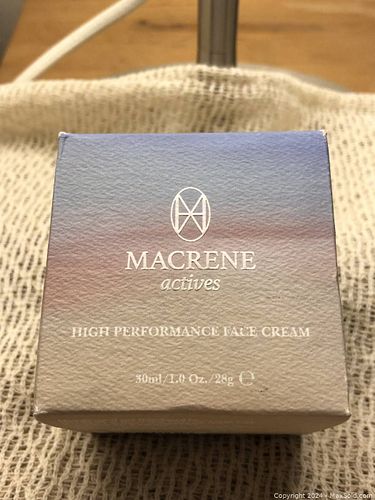 MACRENE
actives
HIGH PERFORMANCE FACE CREAM
30ml/1.0 Oz./28g ℮
Copyright 2024 - MaxSold.com